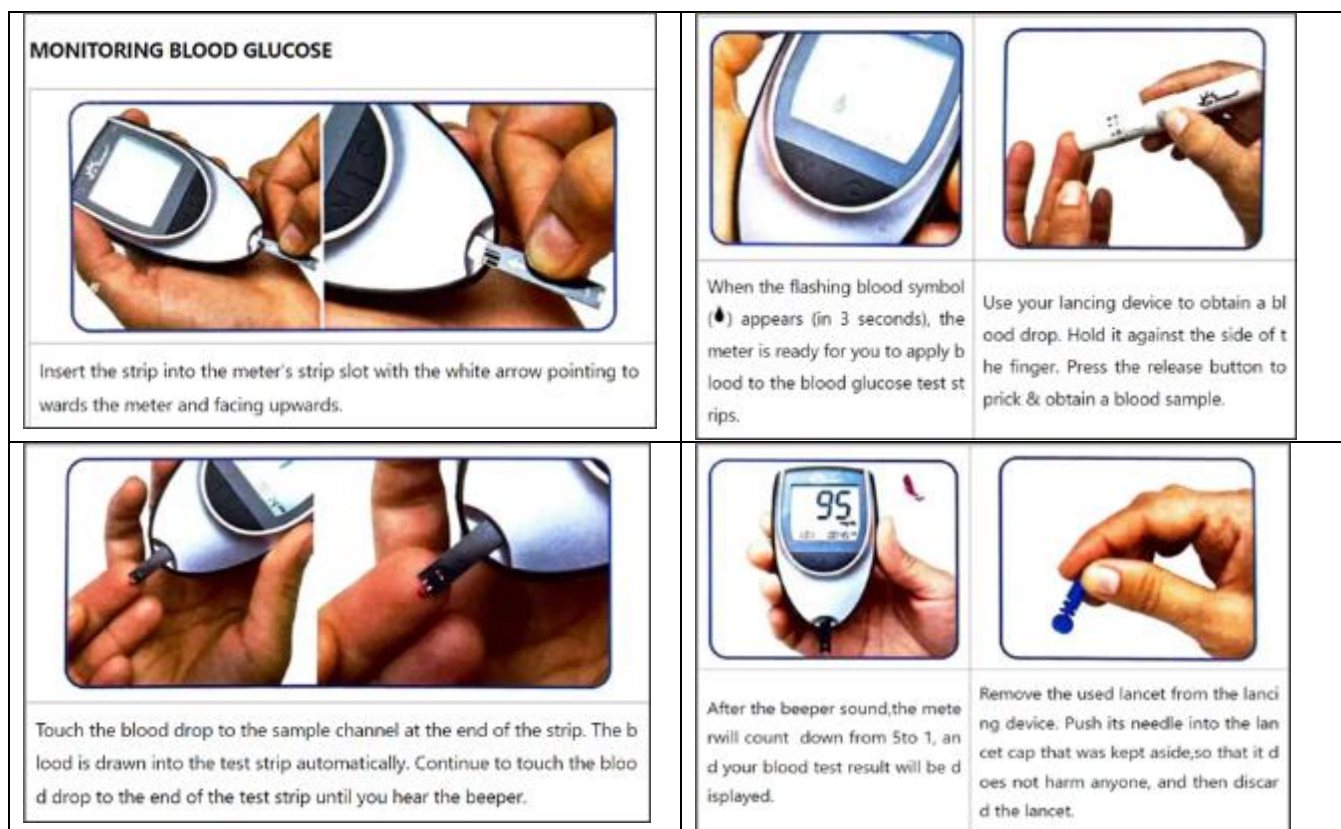 MONITORING BLOOD GLUCOSE
Insert the strip into the meter's strip slot with the white arrow pointing to
wards the meter and facing upwards.
When the flashing blood symbol
() appears (in 3 seconds), the
meter is ready for you to apply b
lood to the blood glucose test st
rips.
Use your lancing device to obtain a bl
ood drop. Hold it against the side of t
he finger. Press the release button to
prick & obtain a blood sample.
Touch the blood drop to the sample channel at the end of the strip. The b
lood is drawn into the test strip automatically. Continue to touch the bloo
d drop to the end of the test strip until you hear the beeper.
95
After the beeper sound,the mete
rwill count down from 5to 1, an
d your blood test result will be d
isplayed.
Remove the used lancet from the lanci
ng device. Push its needle into the lan
cet cap that was kept aside,so that it d
oes not harm anyone, and then discar
d the lancet.